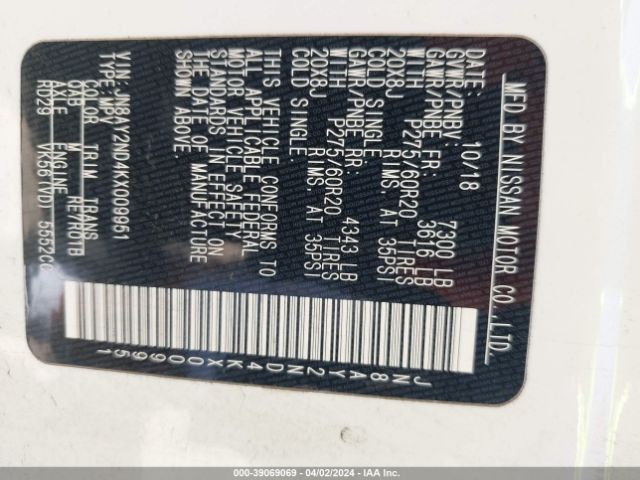 MFD BY NISSAN MOTOR CO.,LTD.
DATE: 10/18
GVWR/PNBV: 7300 LB
GAWR/PNBE FR: 3616 LB
WITH P275/60R20 TIRES
20X8J RIMS. AT 35PSI
COLD SINGLE
GAWR/PNBE RR: 4343 LB
WITH P275/60R20 TIRES
20X8J RIMS. AT 35PSI
COLD SINGLE
THIS VEHICLE CONFORMS TO
ALL APPLICABLE FEDERAL
MOTOR VEHICLE SAFETY
STANDARDS IN EFFECT ON
THE DATE OF MANUFACTURE
SHOWN ABOVE.
JN8AY2ND4KX009951
VIN: JN8AY2ND4KX009951
TYPE: MPV
COLOR TRIM TRANS
QXB M RE7R01B
AXLE ENGINE
RD29 VK56(VD) 5552CC
000-39069069 - 04/02/2024 - IAA Inc.